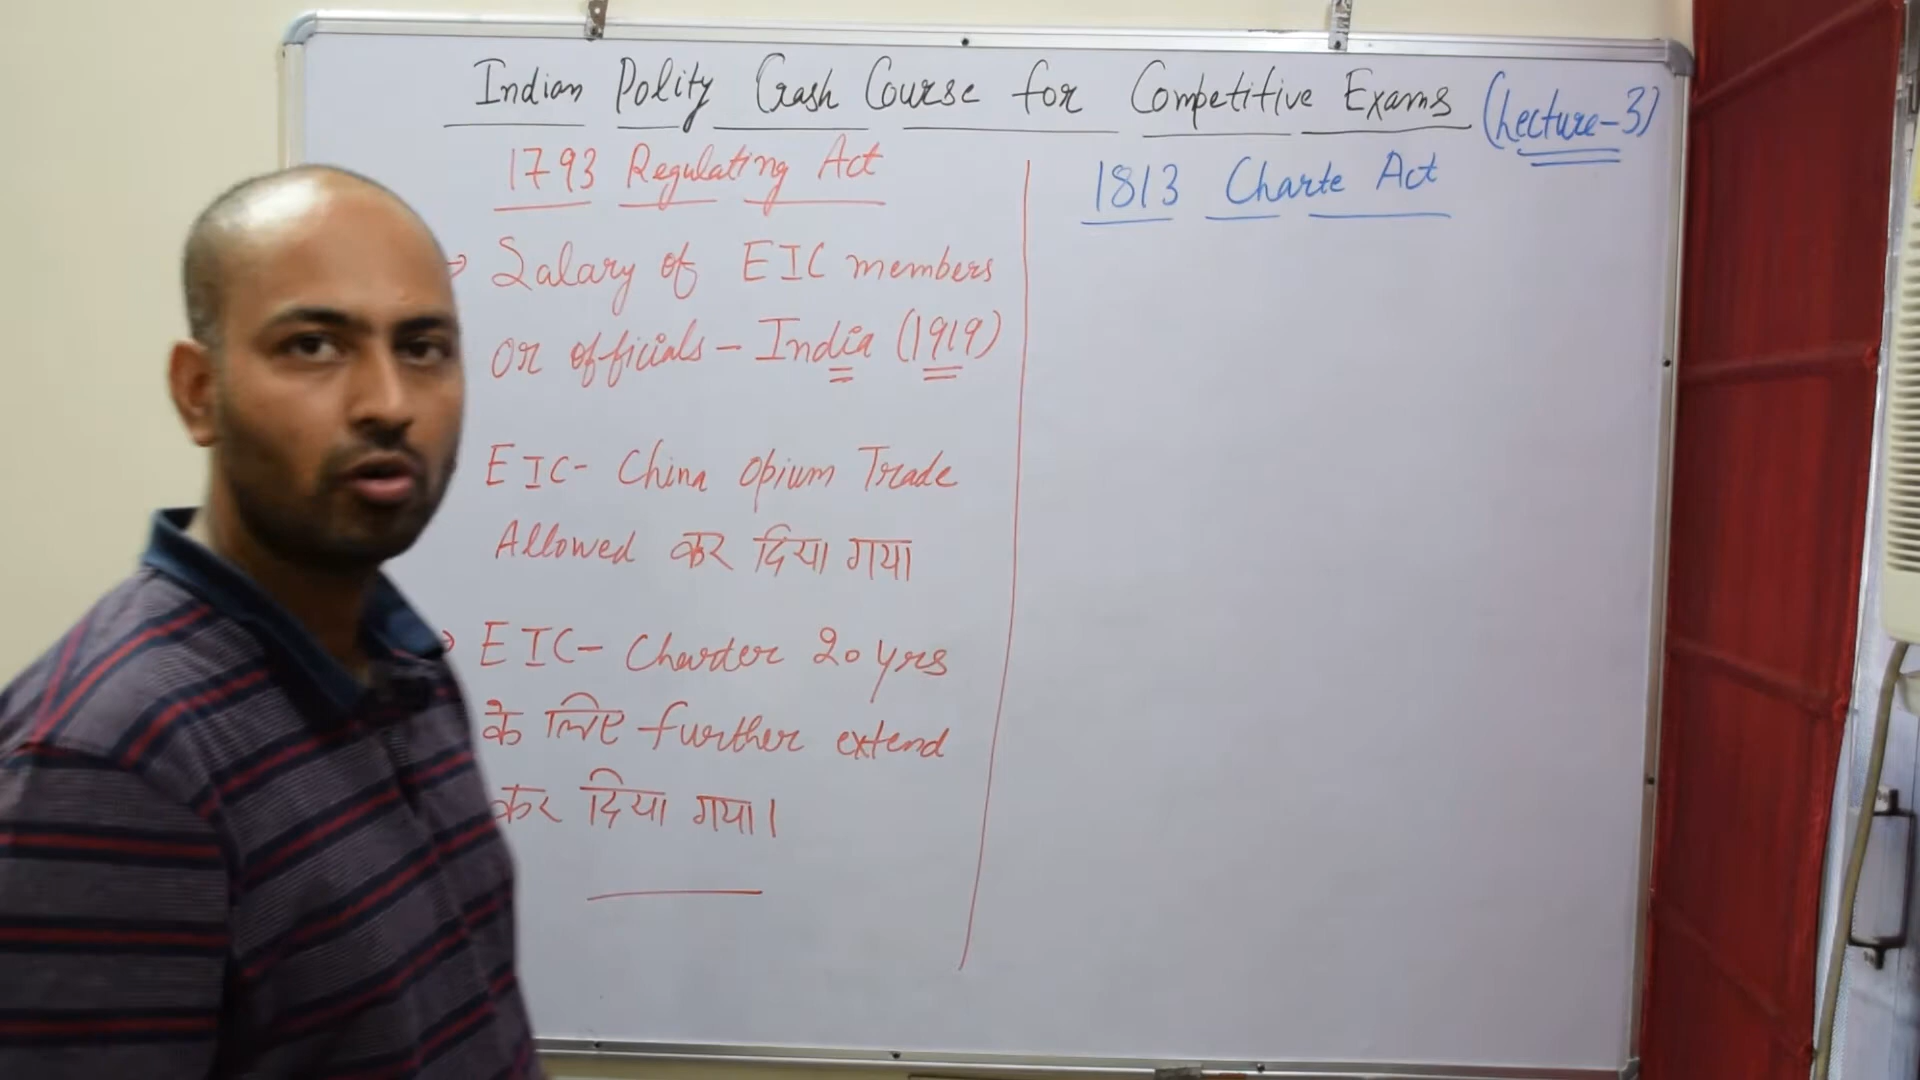 Indian Polity Crash Course for Competitive Exams (Lecture-3)
1793 Regulating Act
→ Salary of EIC members
or officials - India (1919)
EIC- China Opium Trade
Allowed कर दिया गया
EIC- Charter 20 yrs
के लिए further extend
कर दिया गया।
1813 Charte Act